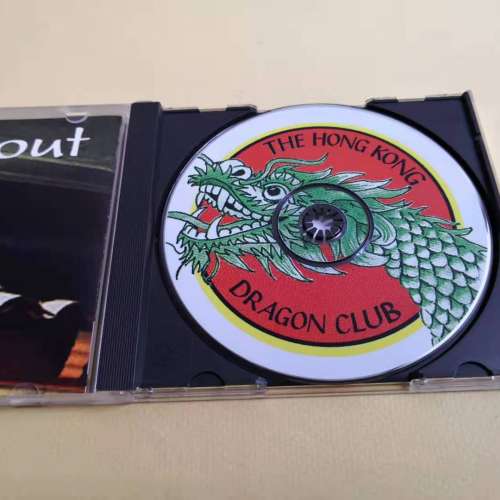 out
THE HONG KONG
DRAGON CLUB